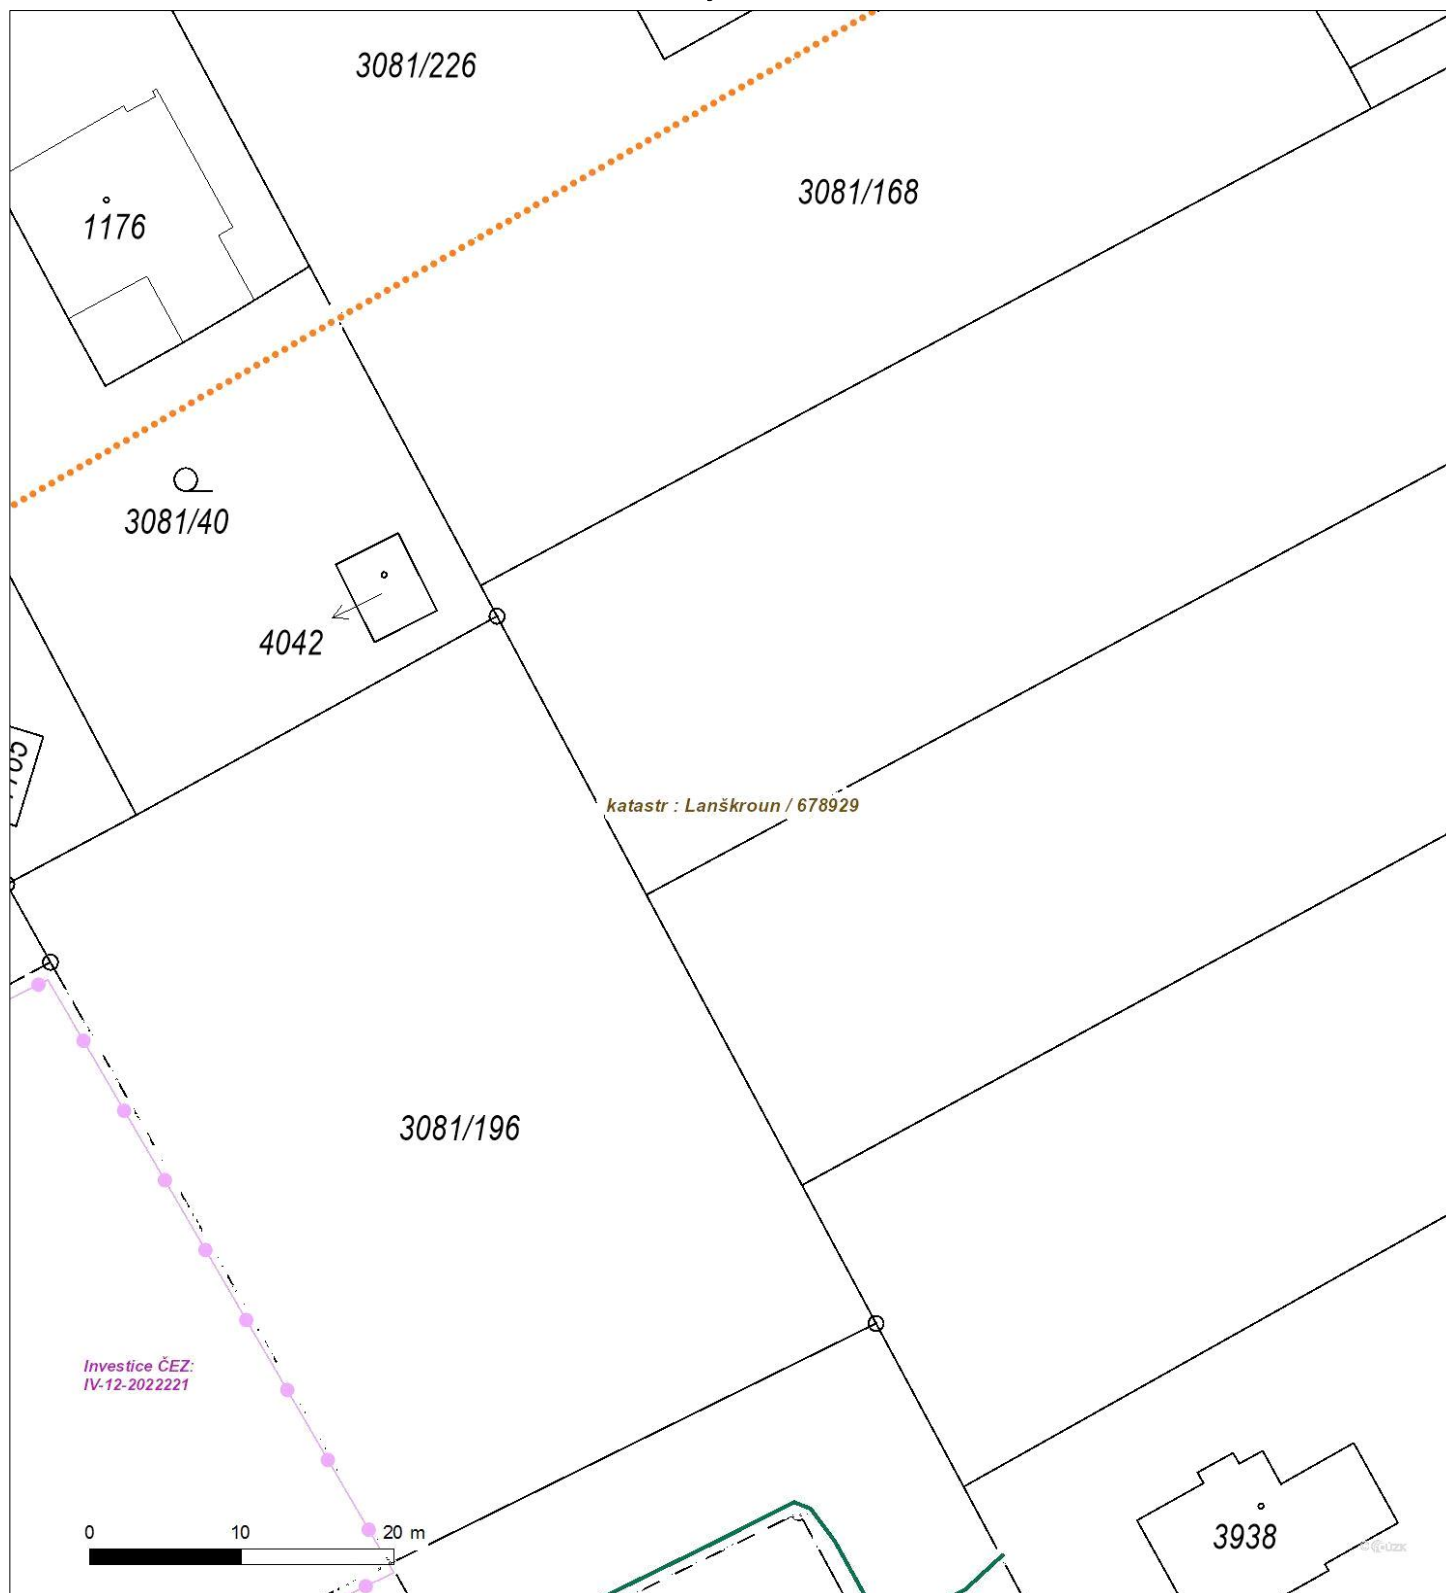 3081/226
3081/168
1176
3081/40
4042
katastr : Lanškroun / 678929
3081/196
Investice ČEZ:
IV-12-2022221
0 10 20 m
3938